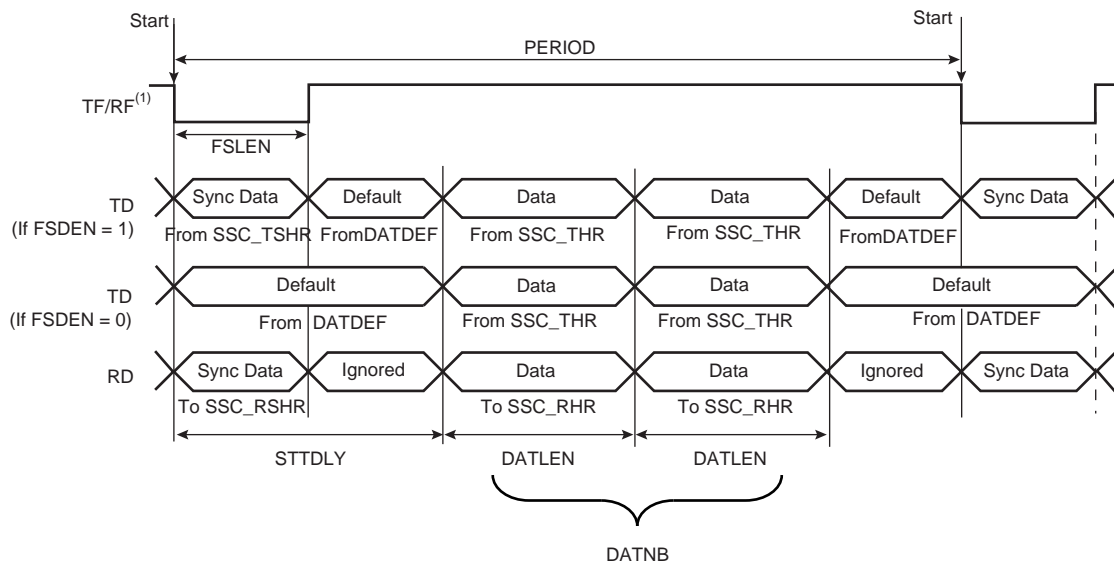 Start Start
PERIOD
TF/RF(1)
FSLEN
Sync Data Default Data Data Default Sync Data
TD
(If FSDEN = 1)
From SSC_TSHR FromDATDEF From SSC_THR From SSC_THR FromDATDEF
Default Data Data Default
TD
(If FSDEN = 0)
From DATDEF From SSC_THR From SSC_THR From DATDEF
RD
Sync Data Ignored Data Data Ignored Sync Data
To SSC_RSHR To SSC_RHR To SSC_RHR
STTDLY DATLEN DATLEN
DATNB